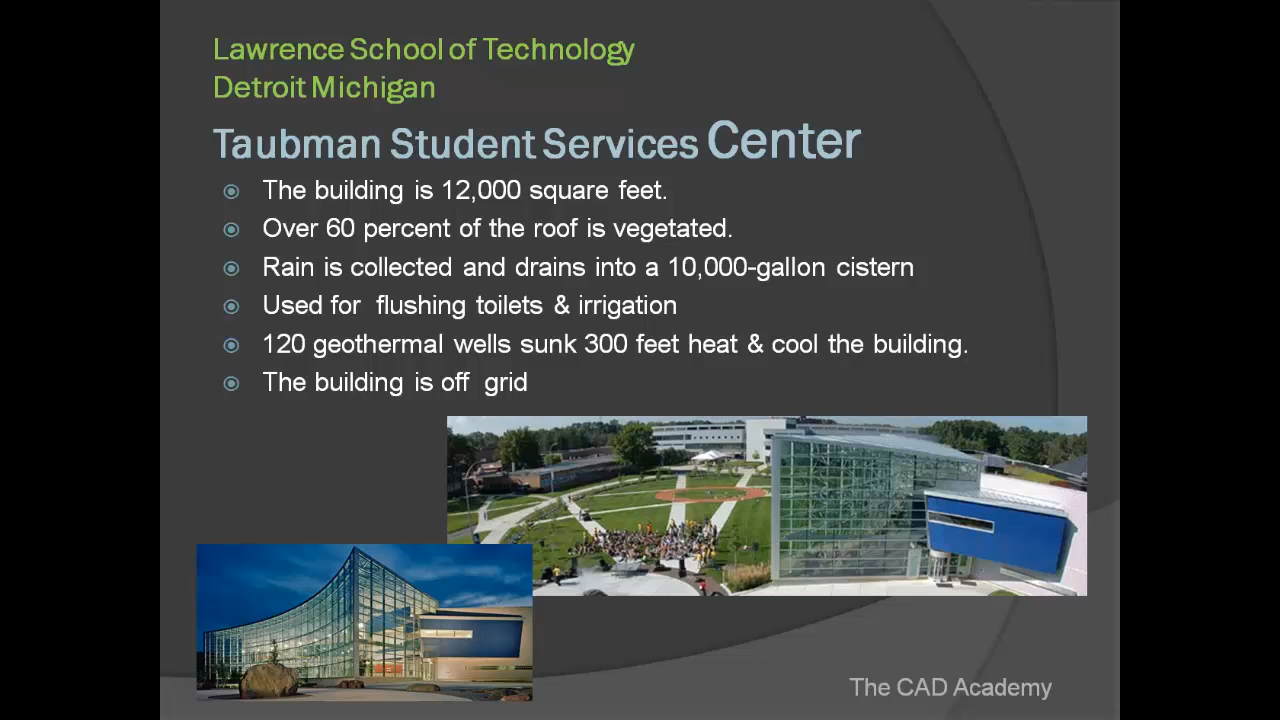 Lawrence School of Technology
Detroit Michigan
Taubman Student Services Center
The building is 12,000 square feet.
Over 60 percent of the roof is vegetated.
Rain is collected and drains into a 10,000-gallon cistern
Used for flushing toilets & irrigation
120 geothermal wells sunk 300 feet heat & cool the building.
The building is off grid
The CAD Academy